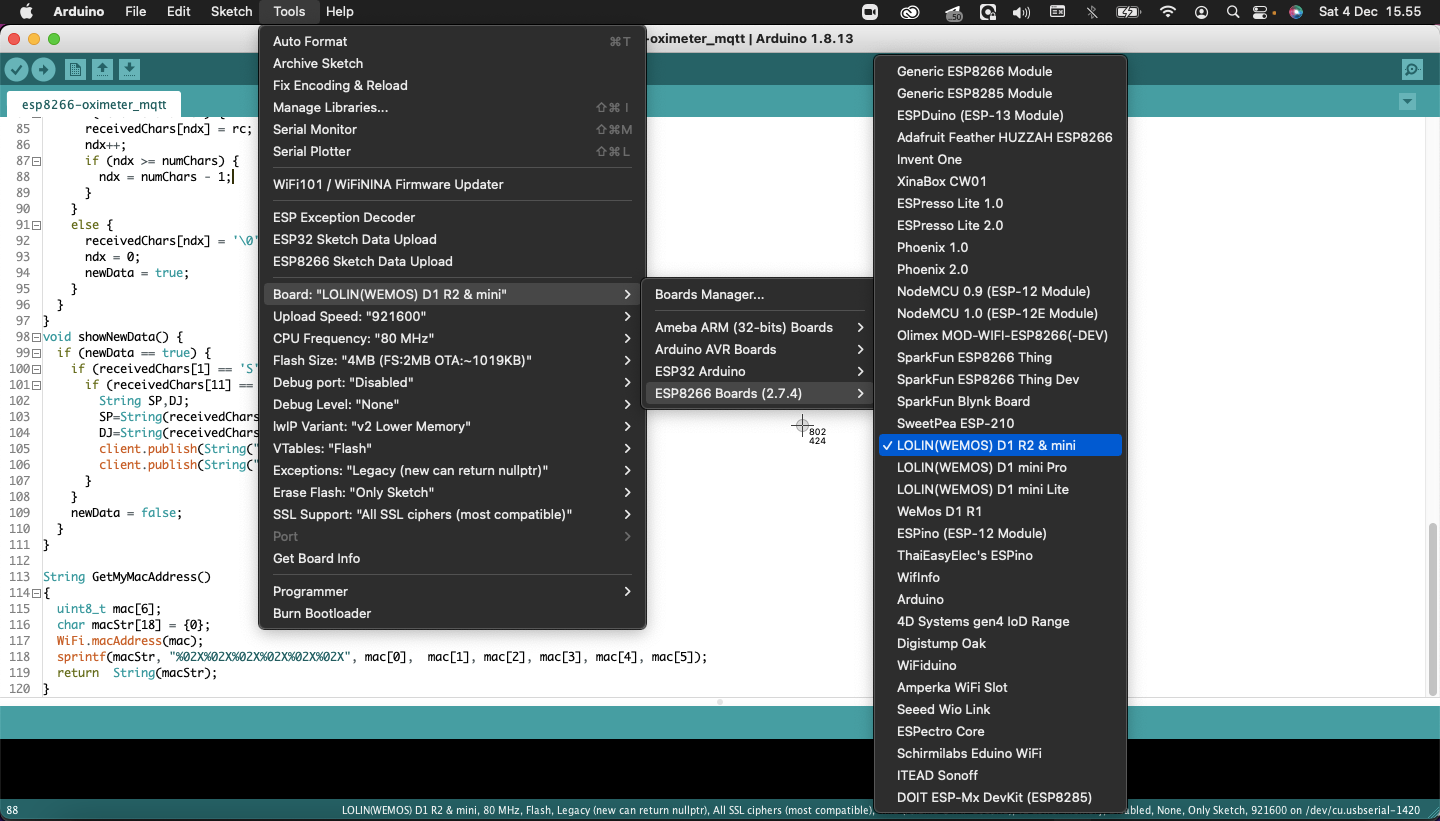 Arduino File Edit Sketch Tools Help
50
Sat 4 Dec 15.55
-oximeter_mqtt | Arduino 1.8.13
esp8266-oximeter_mqtt
85 receivedChars[ndx] = rc;
86 ndx++;
87 if (ndx >= numChars) {
88 ndx = numChars - 1;
89 }
90 }
91 else {
92 receivedChars[ndx] = '\0'
93 ndx = 0;
94 newData = true;
95 }
96 }
97 }
98 void showNewData() {
99 if (newData == true) {
100 if (receivedChars[1] == 'S'
101 if (receivedChars[11] ==
102 String SP,DJ;
103 SP=String(receivedChars
104 DJ=String(receivedChars
105 client.publish(String("
106 client.publish(String("
107 }
108 }
109 newData = false;
110 }
111 }
112
113 String GetMyMacAddress()
114 {
115 uint8_t mac[6];
116 char macStr[18] = {0};
117 WiFi.macAddress(mac);
118 sprintf(macStr, "%02X%02X%02X%02X%02X%02X", mac[0], mac[1], mac[2], mac[3], mac[4], mac[5]);
119 return String(macStr);
120 }
Auto Format ⌘T
Archive Sketch
Fix Encoding & Reload
Manage Libraries... ⇧⌘I
Serial Monitor ⇧⌘M
Serial Plotter ⇧⌘L
WiFi101 / WiFiNINA Firmware Updater
ESP Exception Decoder
ESP32 Sketch Data Upload
ESP8266 Sketch Data Upload
Board: "LOLIN(WEMOS) D1 R2 & mini"
Upload Speed: "921600"
CPU Frequency: "80 MHz"
Flash Size: "4MB (FS:2MB OTA:~1019KB)"
Debug port: "Disabled"
Debug Level: "None"
lwIP Variant: "v2 Lower Memory"
VTables: "Flash"
Exceptions: "Legacy (new can return nullptr)"
Erase Flash: "Only Sketch"
SSL Support: "All SSL ciphers (most compatible)"
Port
Get Board Info
Programmer
Burn Bootloader
Boards Manager...
Ameba ARM (32-bits) Boards
Arduino AVR Boards
ESP32 Arduino
ESP8266 Boards (2.7.4)
802
424
Generic ESP8266 Module
Generic ESP8285 Module
ESPDuino (ESP-13 Module)
Adafruit Feather HUZZAH ESP8266
Invent One
XinaBox CW01
ESPresso Lite 1.0
ESPresso Lite 2.0
Phoenix 1.0
Phoenix 2.0
NodeMCU 0.9 (ESP-12 Module)
NodeMCU 1.0 (ESP-12E Module)
Olimex MOD-WIFI-ESP8266(-DEV)
SparkFun ESP8266 Thing
SparkFun ESP8266 Thing Dev
SparkFun Blynk Board
SweetPea ESP-210
✓ LOLIN(WEMOS) D1 R2 & mini
LOLIN(WEMOS) D1 mini Pro
LOLIN(WEMOS) D1 mini Lite
WeMos D1 R1
ESPino (ESP-12 Module)
ThaiEasyElec's ESPino
WifInfo
Arduino
4D Systems gen4 IoD Range
Digistump Oak
WiFiduino
Amperka WiFi Slot
Seeed Wio Link
ESPectro Core
Schirmilabs Eduino WiFi
ITEAD Sonoff
DOIT ESP-Mx DevKit (ESP8285)
88
LOLIN(WEMOS) D1 R2 & mini, 80 MHz, Flash, Legacy (new can return nullptr), All SSL ciphers (most compatible), abled, None, Only Sketch, 921600 on /dev/cu.usbserial-1420